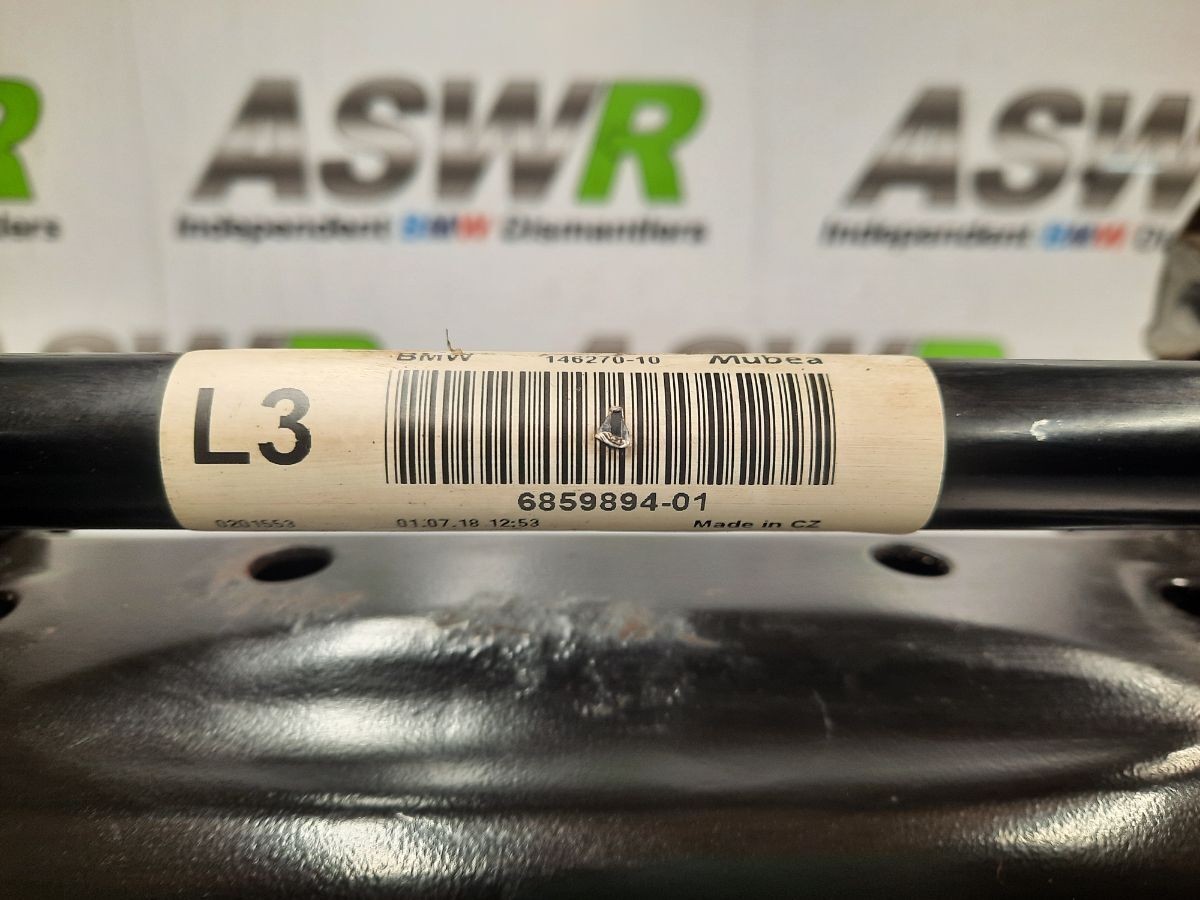 ASWR
Independent BMW Dismantlers
ASW
Independent BMW
BMW 146270-10 Mubea
L3
6859894-01
0201553 01.07.18 12:53 Made in CZ